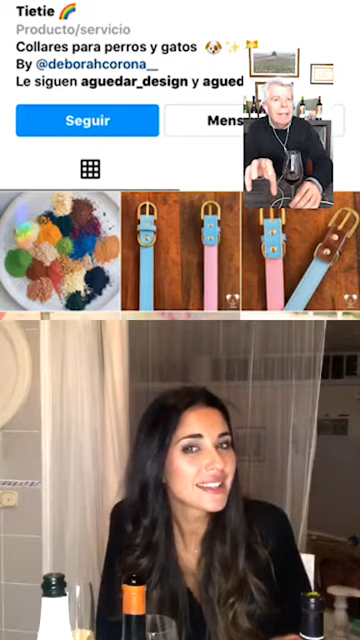 Tietie 🌈
Producto/servicio
Collares para perros y gatos 🐶✨
By @deborahcorona__
Le siguen aguedar_design y agued
Seguir
Mens